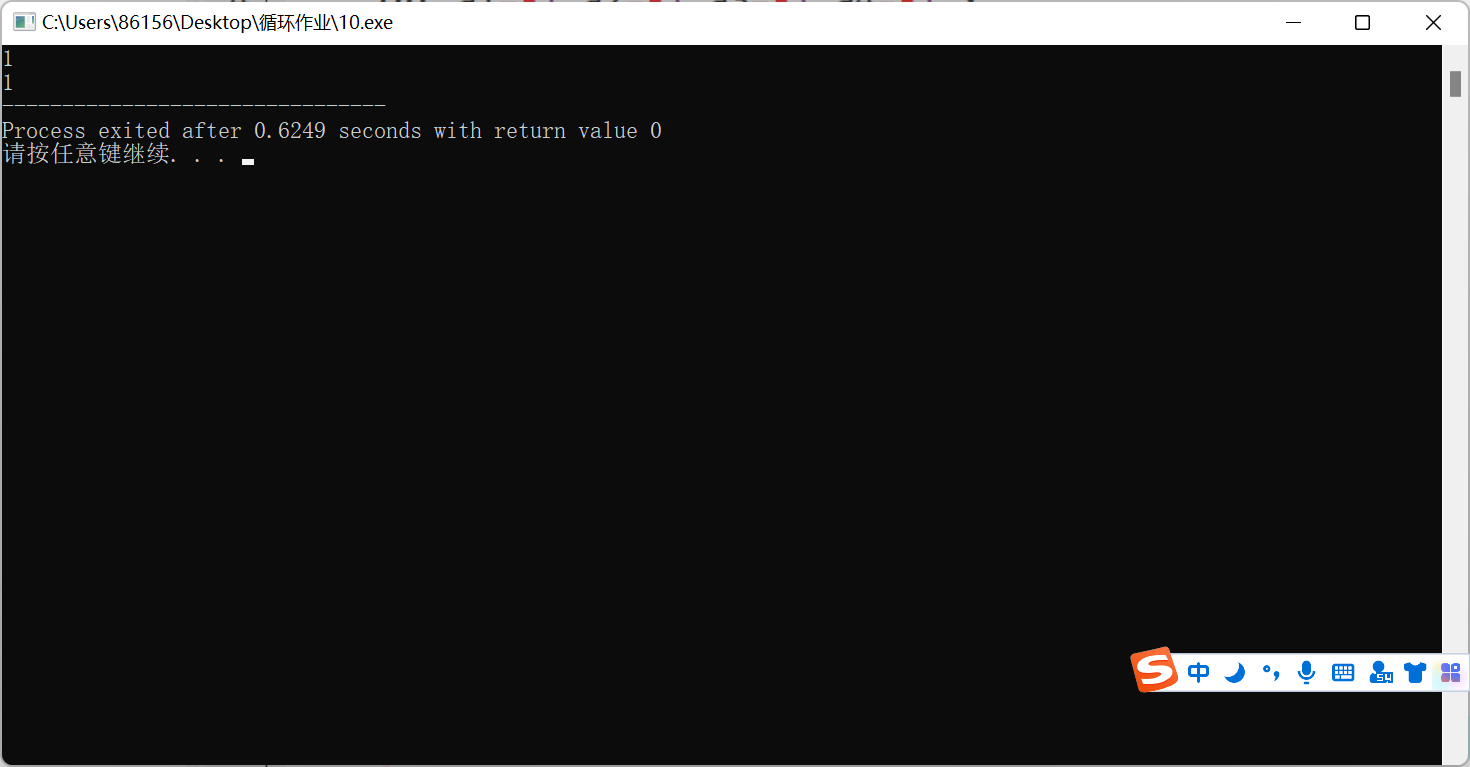 C:\Users\86156\Desktop\循环作业\10.exe
1
1
--------------------------------
Process exited after 0.6249 seconds with return value 0
请按任意键继续. . .
中